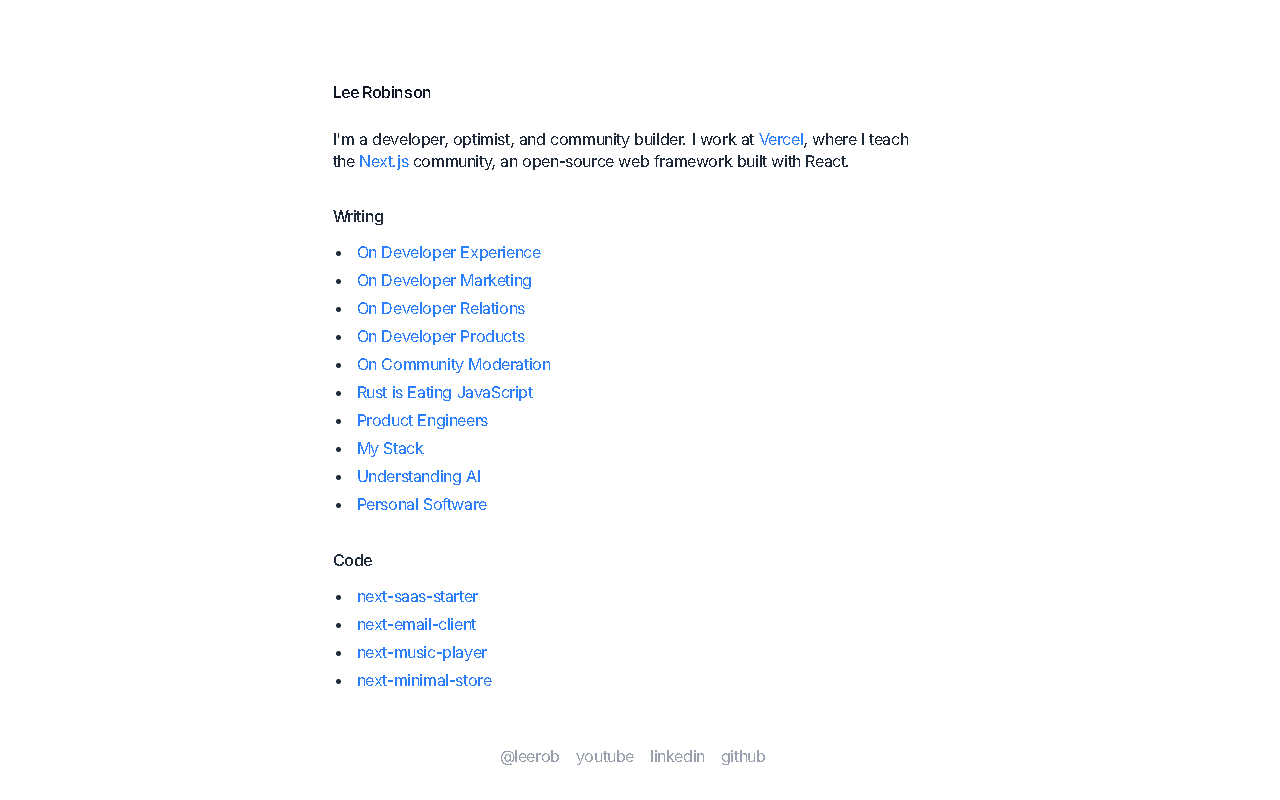 Lee Robinson
I'm a developer, optimist, and community builder. I work at Vercel, where I teach
the Next.js community, an open-source web framework built with React.
Writing
• On Developer Experience
• On Developer Marketing
• On Developer Relations
• On Developer Products
• On Community Moderation
• Rust is Eating JavaScript
• Product Engineers
• My Stack
• Understanding AI
• Personal Software
Code
• next-saas-starter
• next-email-client
• next-music-player
• next-minimal-store
@leerob youtube linkedin github